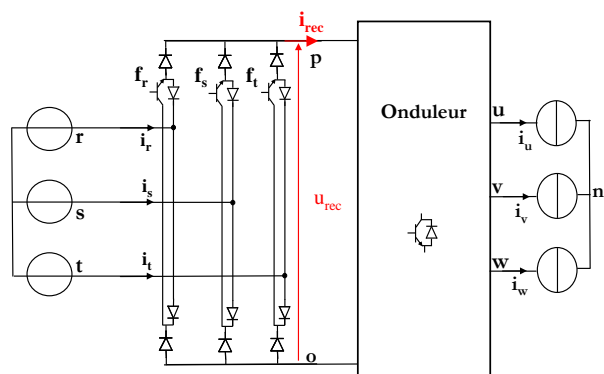 i_rec
p
f_r
f_s
f_t
Onduleur
u
r
i_r
i_u
s
i_s
u_rec
v
n
i_v
t
i_t
w
i_w
o